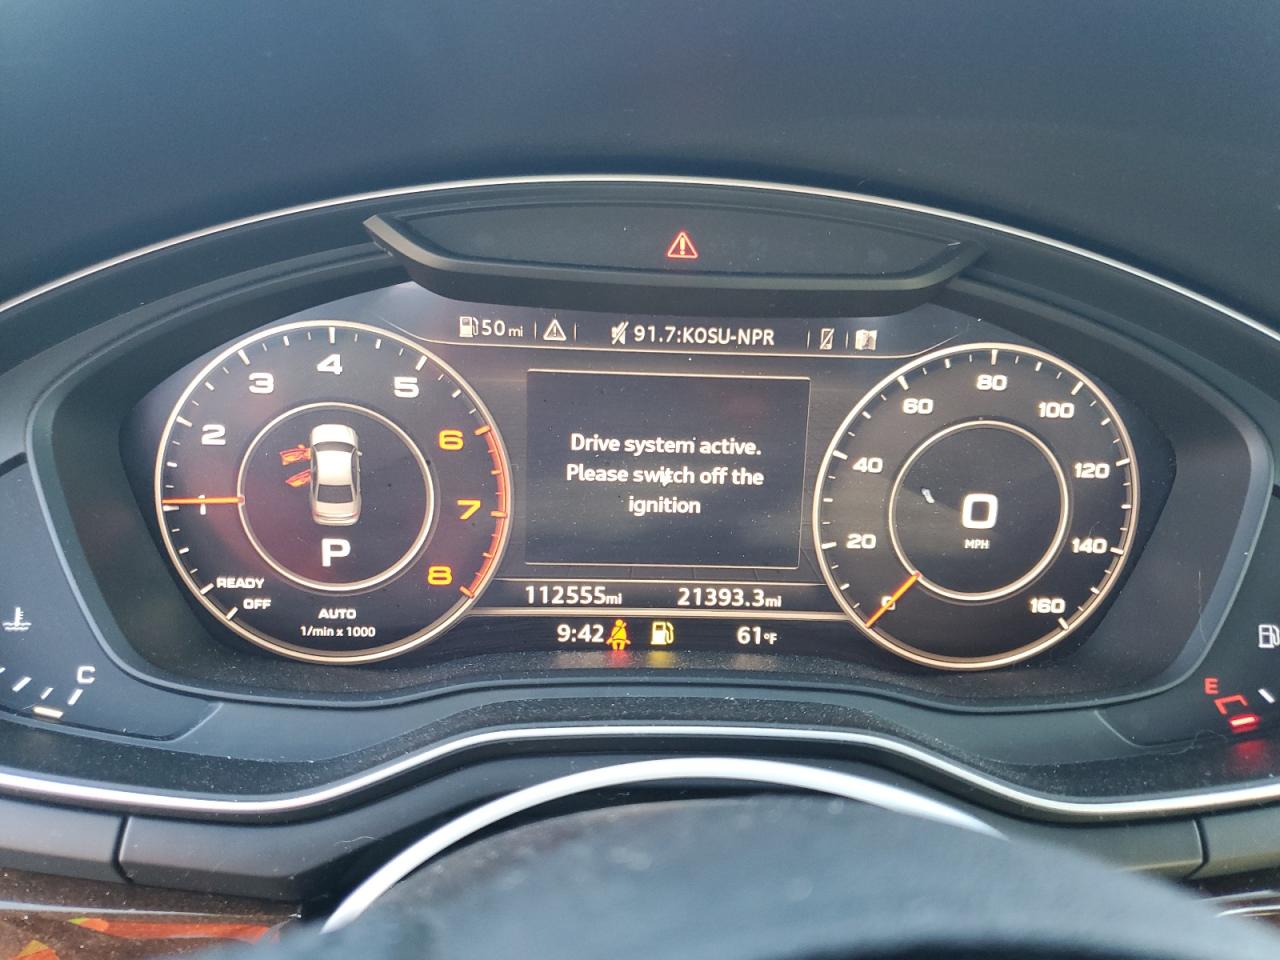 50 mi
91.7:KOSU-NPR
1
2
3
4
5
6
7
8
READY
OFF
P
AUTO
1/min x 1000
Drive system active.
Please switch off the
ignition
0
20
40
60
80
100
120
140
160
0
MPH
112555mi 21393.3mi
9:42 61°F
C
E